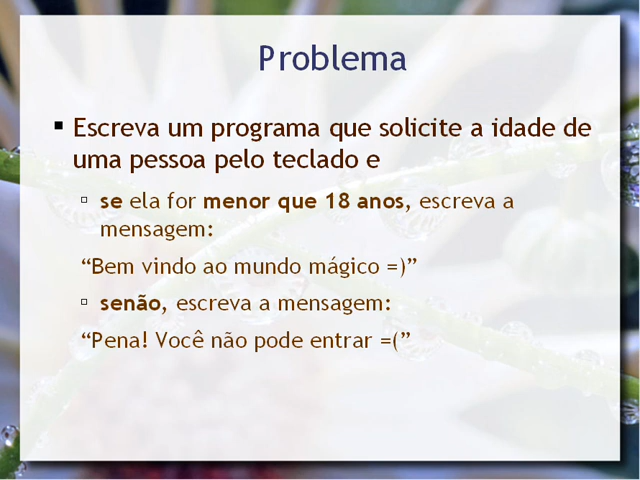 Problema
Escreva um programa que solicite a idade de
uma pessoa pelo teclado e
se ela for menor que 18 anos, escreva a
mensagem:
“Bem vindo ao mundo mágico =)”
senão, escreva a mensagem:
“Pena! Você não pode entrar =(”